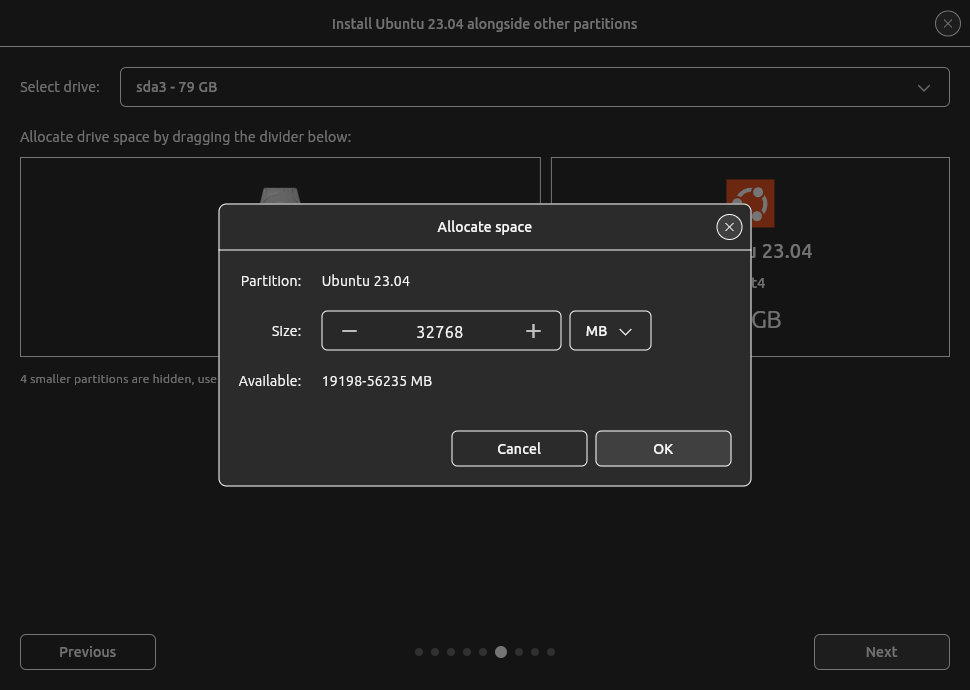 Install Ubuntu 23.04 alongside other partitions
Select drive: sda3 - 79 GB
Allocate drive space by dragging the divider below:
23.04
Allocate space
Partition: Ubuntu 23.04
GB
Size: 32768 MB
4 smaller partitions are hidden, use
Available: 19198-56235 MB
Cancel OK
Previous Next